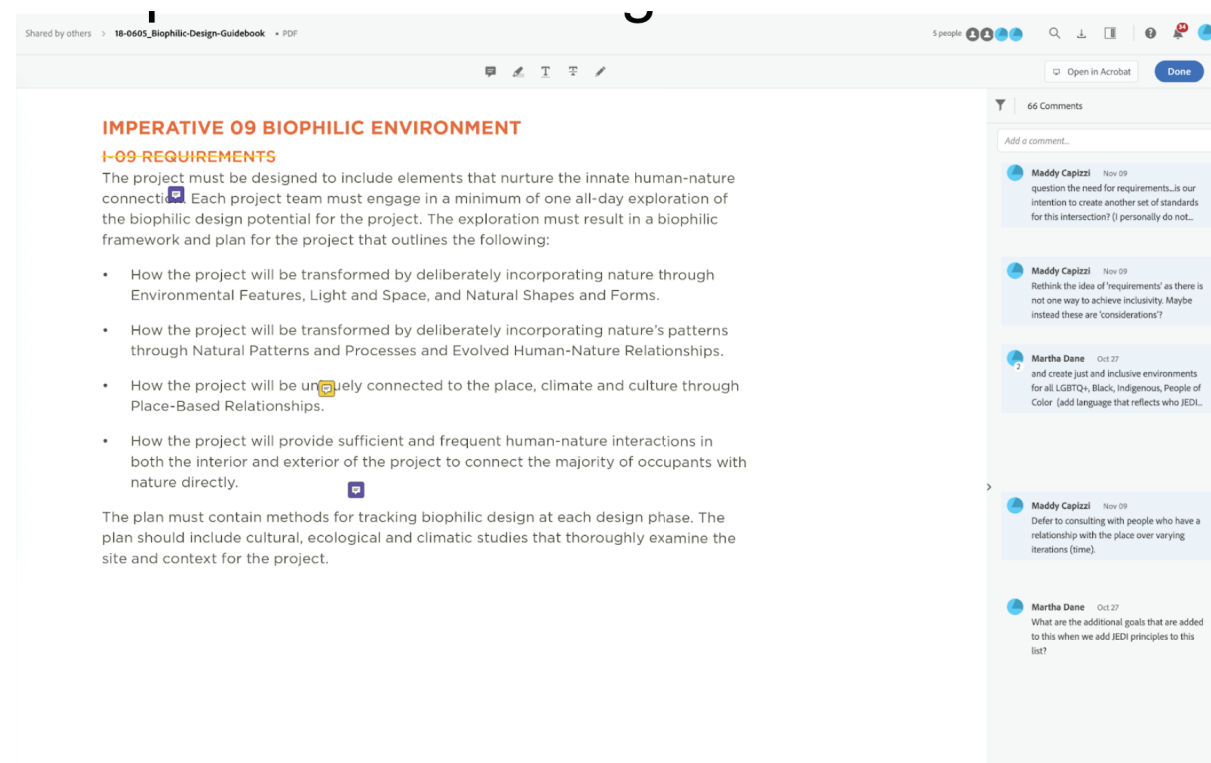 Shared by others > 18-0605_Biophilic-Design-Guidebook • PDF
5 people
34
Open in Acrobat
Done
IMPERATIVE 09 BIOPHILIC ENVIRONMENT
I-09 REQUIREMENTS
The project must be designed to include elements that nurture the innate human-nature
Each project team must engage in a minimum of one all-day exploration of
the biophilic design potential for the project. The exploration must result in a biophilic
framework and plan for the project that outlines the following:
• How the project will be transformed by deliberately incorporating nature through
Environmental Features, Light and Space, and Natural Shapes and Forms.
• How the project will be transformed by deliberately incorporating nature's patterns
through Natural Patterns and Processes and Evolved Human-Nature Relationships.
• How the project will be uniquely connected to the place, climate and culture through
Place-Based Relationships.
• How the project will provide sufficient and frequent human-nature interactions in
both the interior and exterior of the project to connect the majority of occupants with
nature directly.
The plan must contain methods for tracking biophilic design at each design phase. The
plan should include cultural, ecological and climatic studies that thoroughly examine the
site and context for the project.
66 Comments
Add a comment...
Maddy Capizzi Nov 09
question the need for requirements...is our
intention to create another set of standards
for this intersection? (I personally do not...
Maddy Capizzi Nov 09
Rethink the idea of 'requirements' as there is
not one way to achieve inclusivity. Maybe
instead these are 'considerations'?
Martha Dane Oct 27
2
and create just and inclusive environments
for all LGBTQ+, Black, Indigenous, People of
Color (add language that reflects who JEDI...
Maddy Capizzi Nov 09
Defer to consulting with people who have a
relationship with the place over varying
iterations (time).
Martha Dane Oct 27
What are the additional goals that are added
to this when we add JEDI principles to this
list?